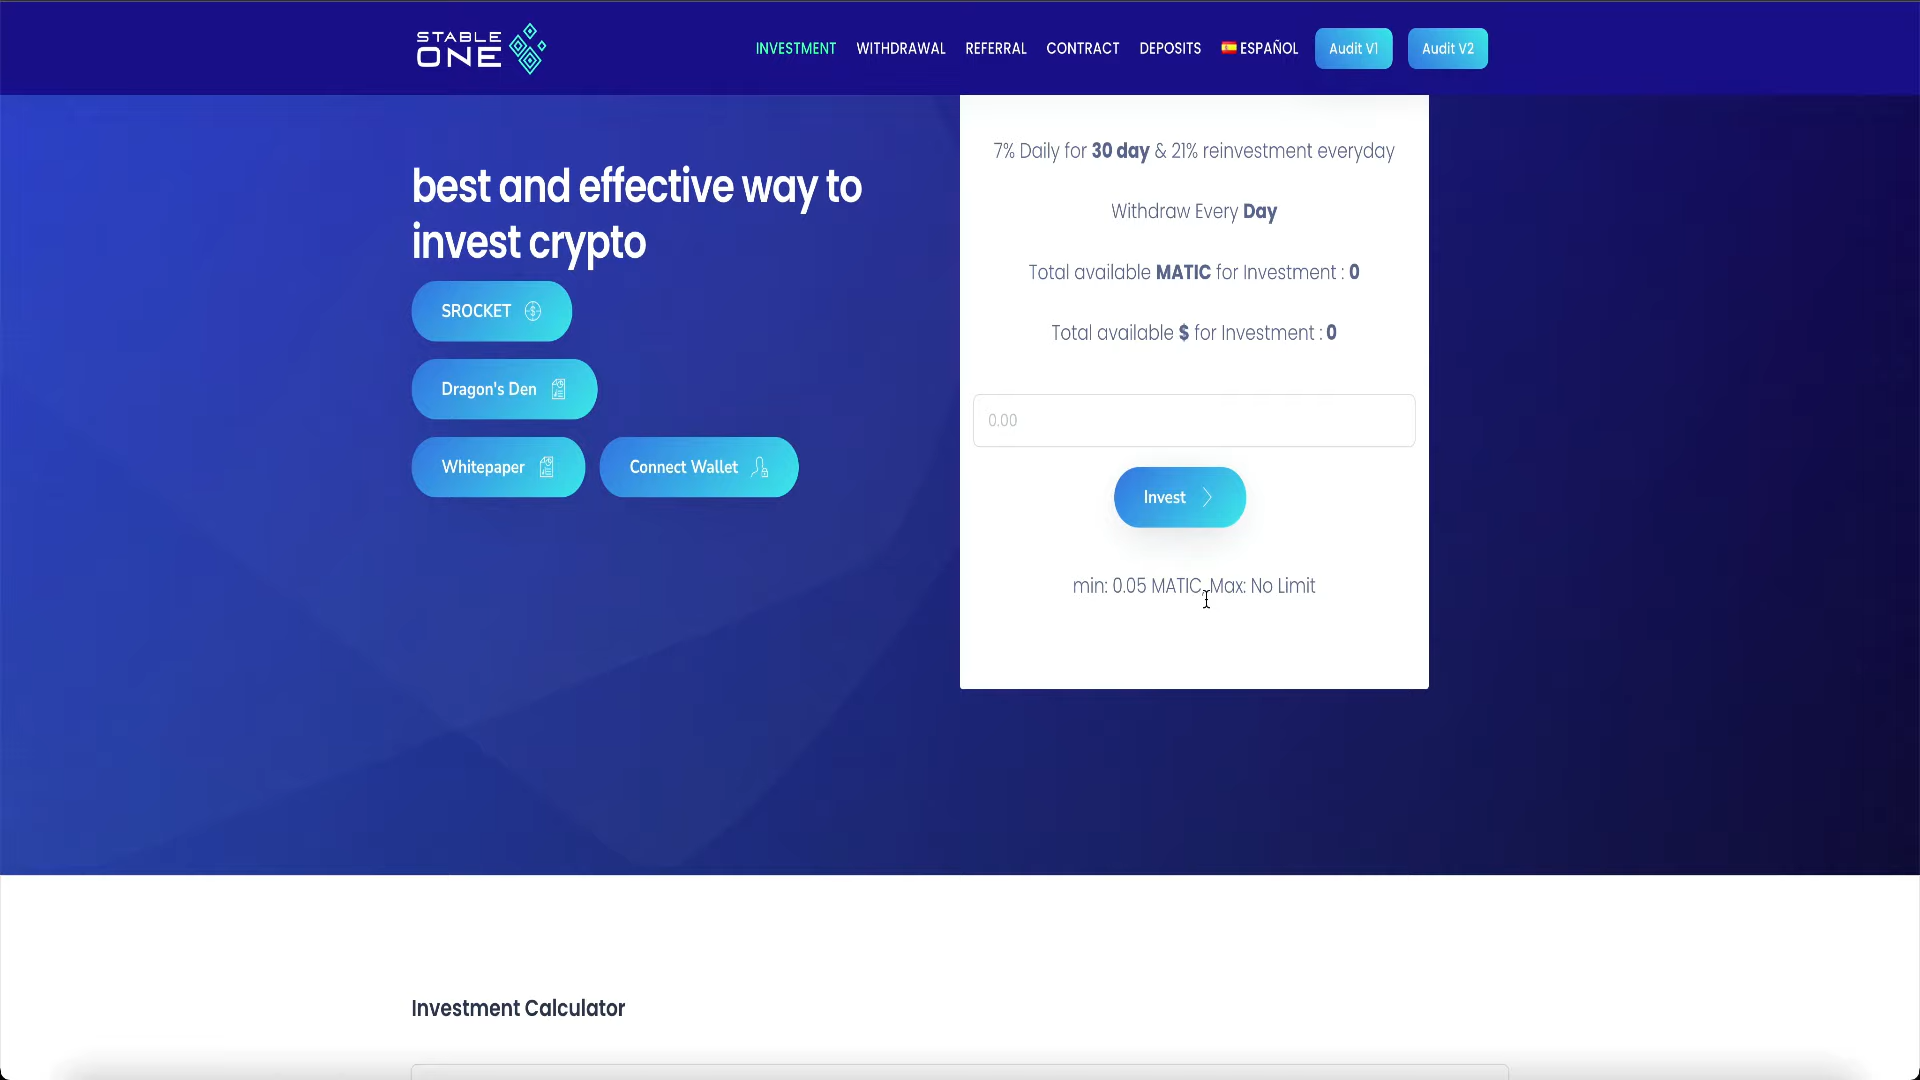 STABLE
ONE
INVESTMENT WITHDRAWAL REFERRAL CONTRACT DEPOSITS ESPAÑOL Audit V1 Audit V2
best and effective way to
invest crypto
SROCKET
Dragon's Den
Whitepaper Connect Wallet
7% Daily for 30 day & 21% reinvestment everyday
Withdraw Every Day
Total available MATIC for Investment : 0
Total available $ for Investment : 0
0.00
Invest
min: 0.05 MATIC, Max: No Limit
Investment Calculator